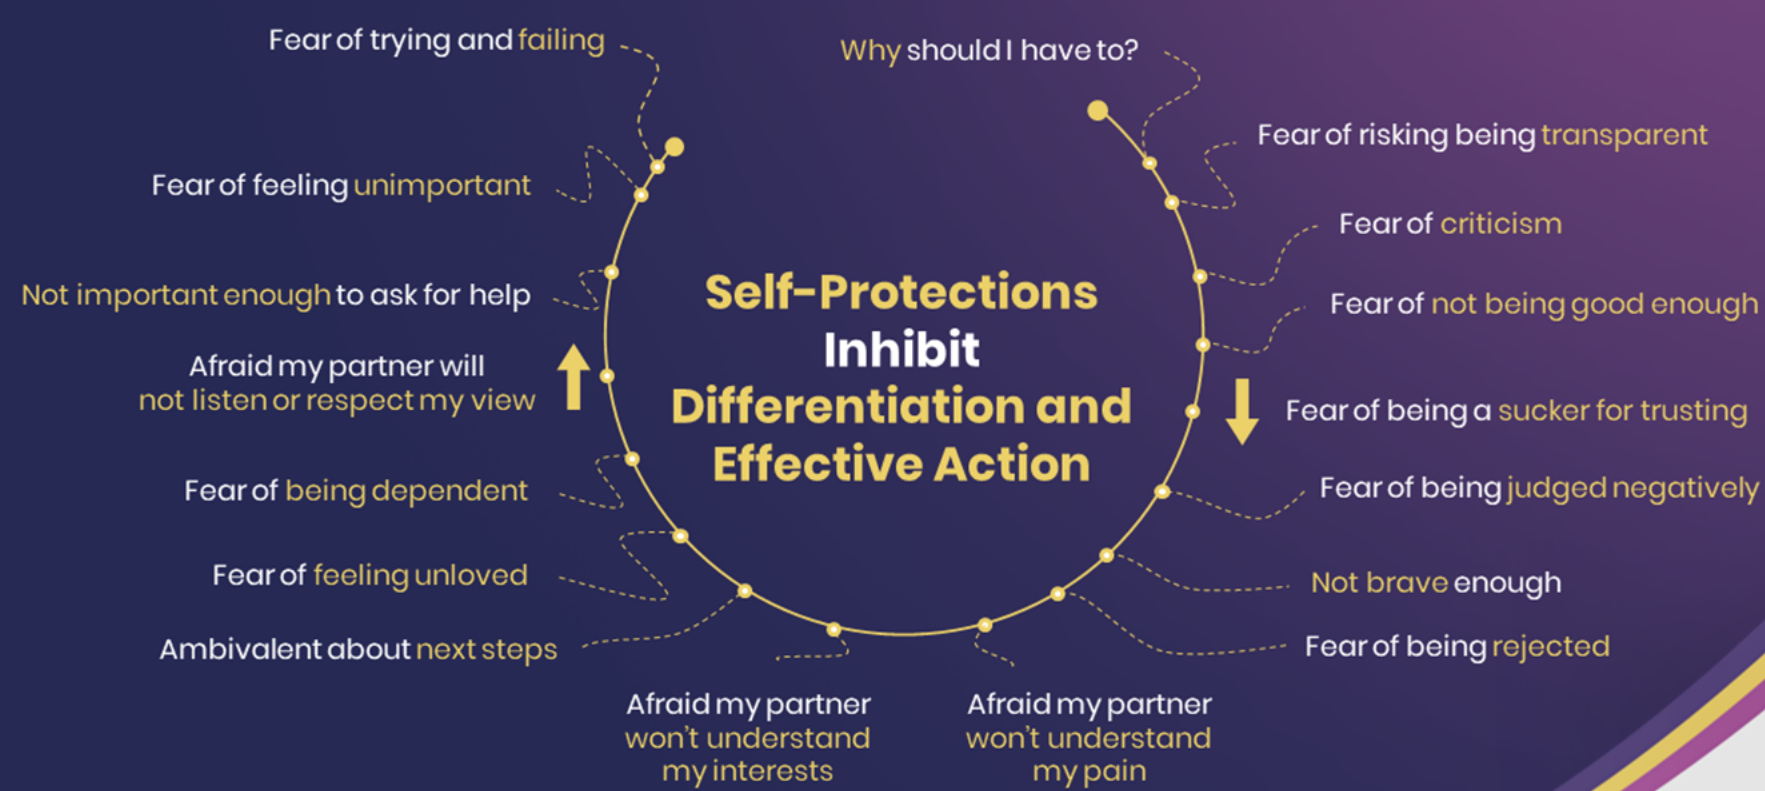 Fear of trying and failing
Why should I have to?
Fear of risking being transparent
Fear of feeling unimportant
Fear of criticism
Not important enough to ask for help
Fear of not being good enough
Self-Protections
Inhibit
Differentiation and
Effective Action
Afraid my partner will
not listen or respect my view
Fear of being a sucker for trusting
Fear of being dependent
Fear of being judged negatively
Fear of feeling unloved
Not brave enough
Ambivalent about next steps
Fear of being rejected
Afraid my partner
won't understand
my interests
Afraid my partner
won't understand
my pain